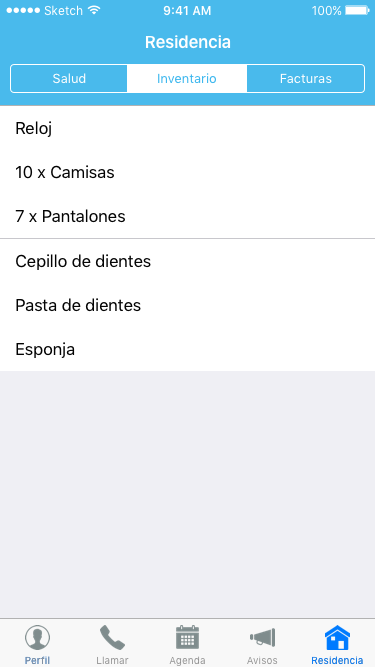 Sketch 9:41 AM 100%
Residencia
Salud Inventario Facturas
Reloj
10 x Camisas
7 x Pantalones
Cepillo de dientes
Pasta de dientes
Esponja
Perfil Llamar Agenda Avisos Residencia